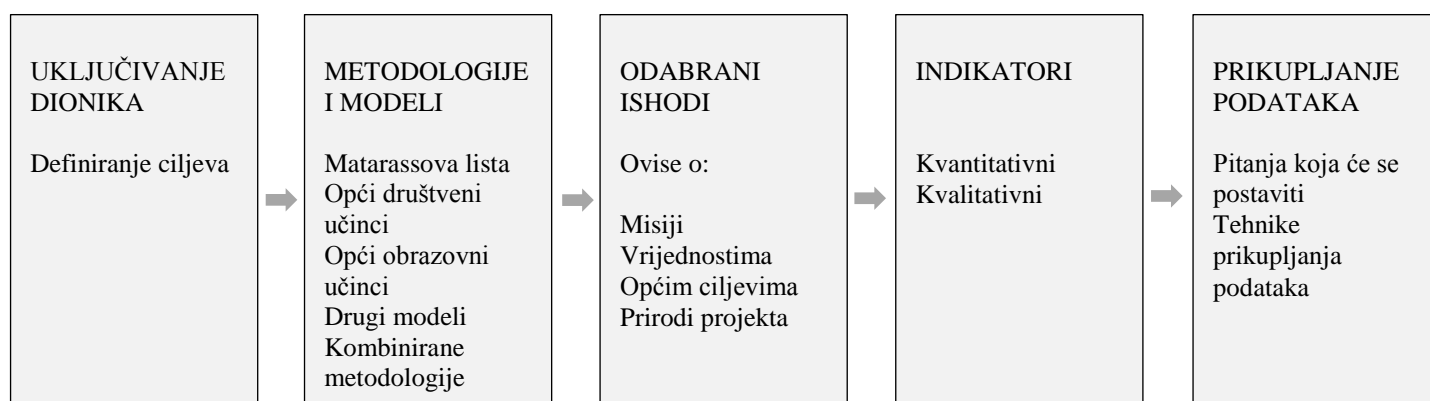 UKLJUČIVANJE
DIONIKA
Definiranje ciljeva
METODOLOGIJE
I MODELI
Matarassova lista
Opći društveni
učinci
Opći obrazovni
učinci
Drugi modeli
Kombinirane
metodologije
ODABRANI
ISHODI
Ovise o:
Misiji
Vrijednostima
Općim ciljevima
Prirodi projekta
INDIKATORI
Kvantitativni
Kvalitativni
PRIKUPLJANJE
PODATAKA
Pitanja koja će se
postaviti
Tehnike
prikupljanja
podataka